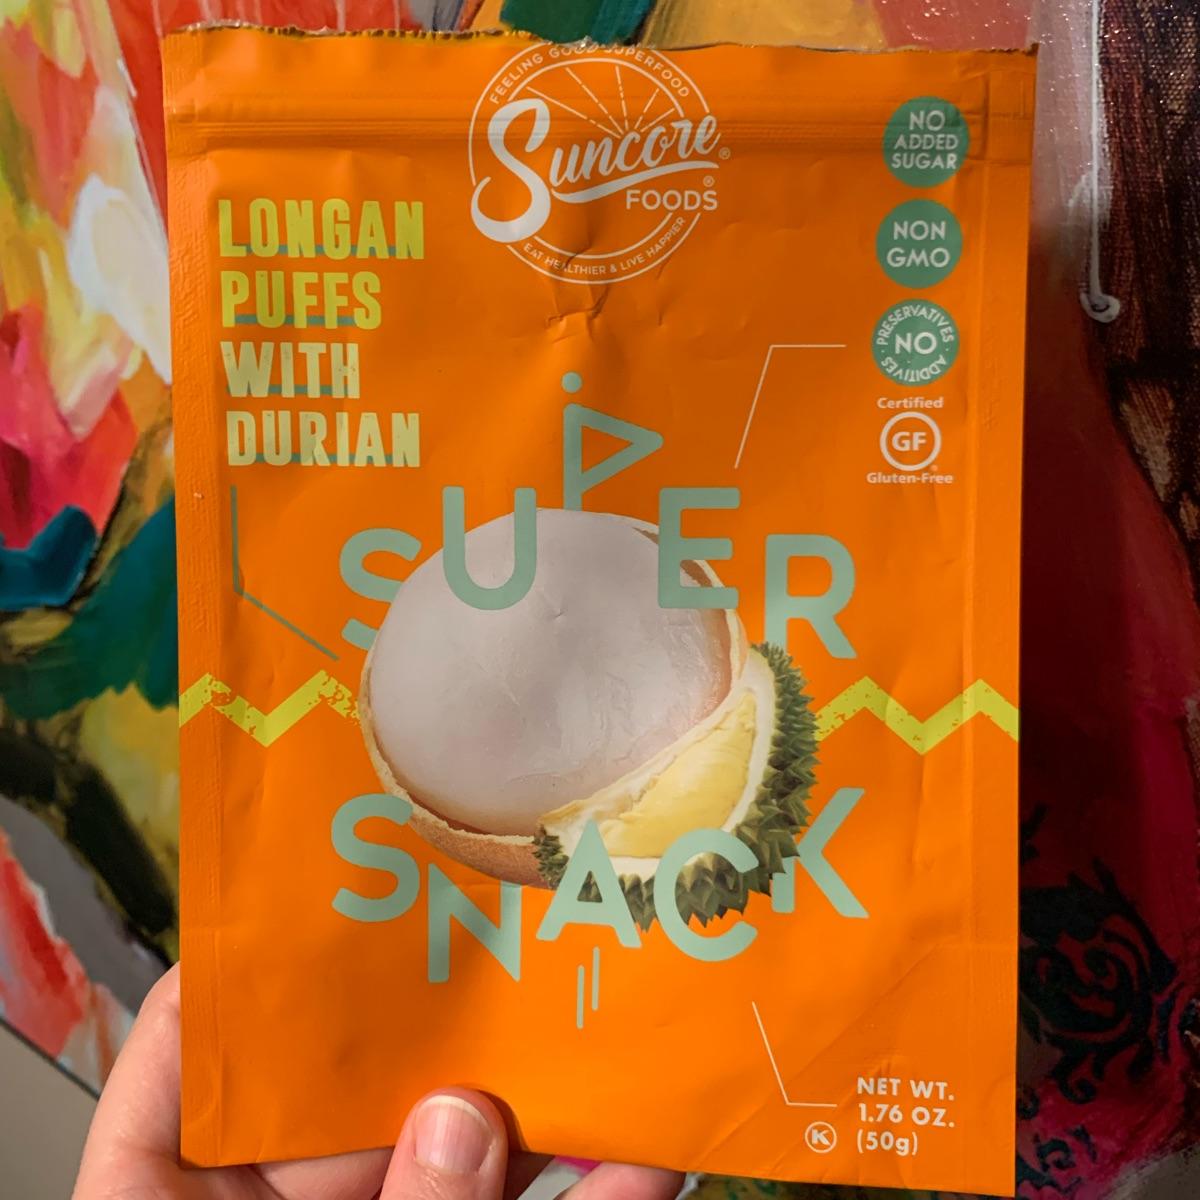 FEELING GOOD SUPERFOOD
Suncore®
FOODS®
EAT HEALTHIER & LIVE HAPPIER
NO
ADDED
SUGAR
LONGAN
PUFFS
WITH
DURIAN
NON
GMO
PRESERVATIVES
NO
ADDITIVES
Certified
GF
Gluten-Free
SUPER
SNACK
NET WT.
1.76 OZ.
(50g)
K